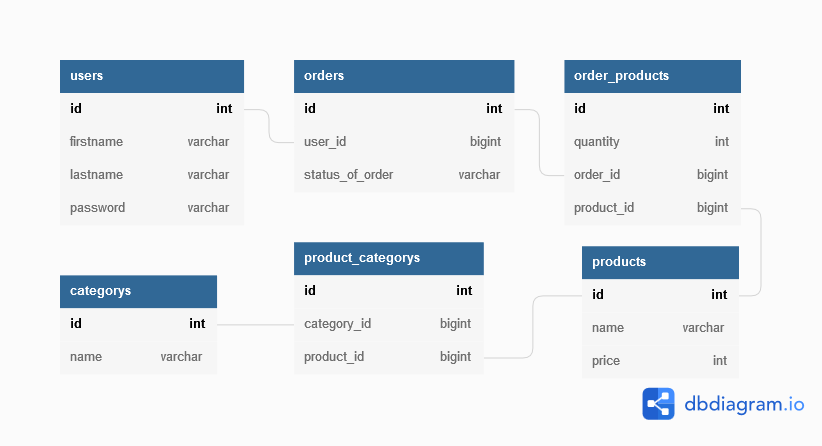 users
id int
firstname varchar
lastname varchar
password varchar
orders
id int
user_id bigint
status_of_order varchar
order_products
id int
quantity int
order_id bigint
product_id bigint
categorys
id int
name varchar
product_categorys
id int
category_id bigint
product_id bigint
products
id int
name varchar
price int
dbdiagram.io